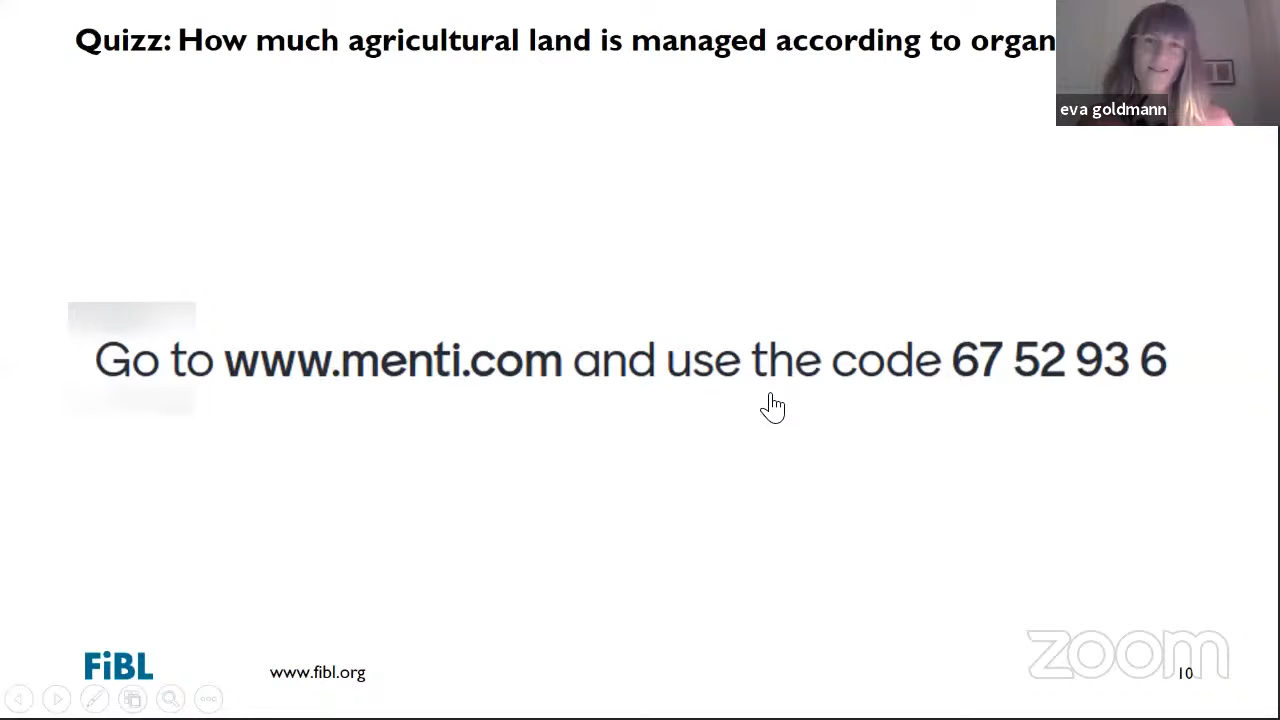 Quizz: How much agricultural land is managed according to organ
eva goldmann
Go to www.menti.com and use the code 67 52 93 6
FiBL
www.fibl.org
zoom
10